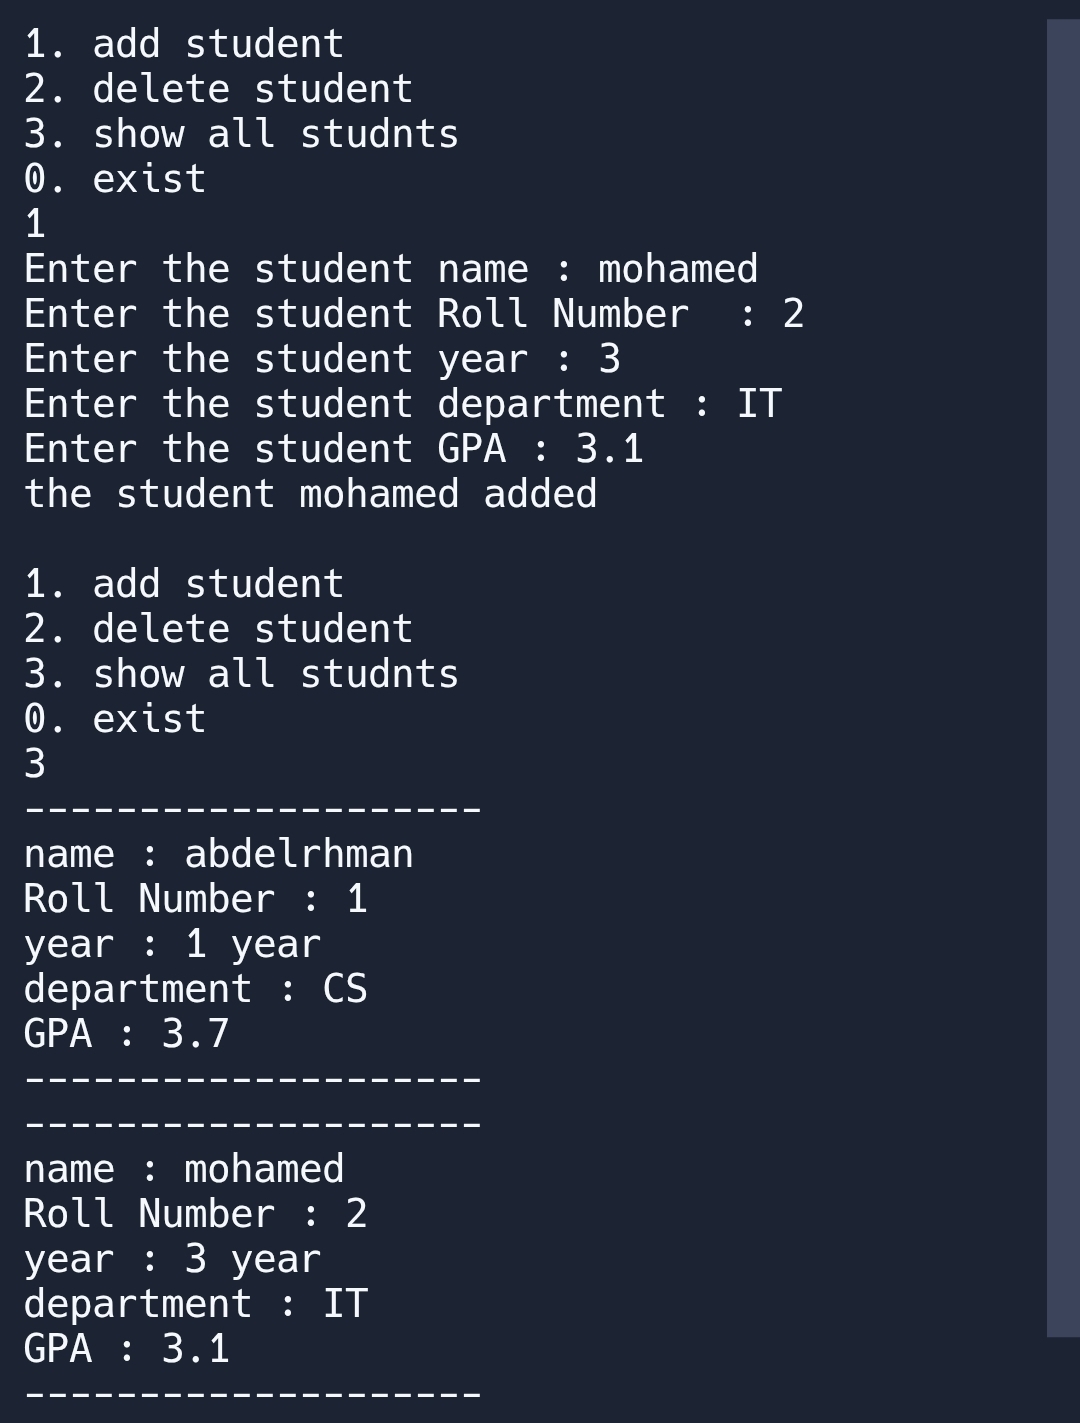 1. add student
2. delete student
3. show all studnts
0. exist
1
Enter the student name : mohamed
Enter the student Roll Number  : 2
Enter the student year : 3
Enter the student department : IT
Enter the student GPA : 3.1
the student mohamed added

1. add student
2. delete student
3. show all studnts
0. exist
3
--------------------
name : abdelrhman
Roll Number : 1
year : 1 year
department : CS
GPA : 3.7
--------------------
--------------------
name : mohamed
Roll Number : 2
year : 3 year
department : IT
GPA : 3.1
--------------------